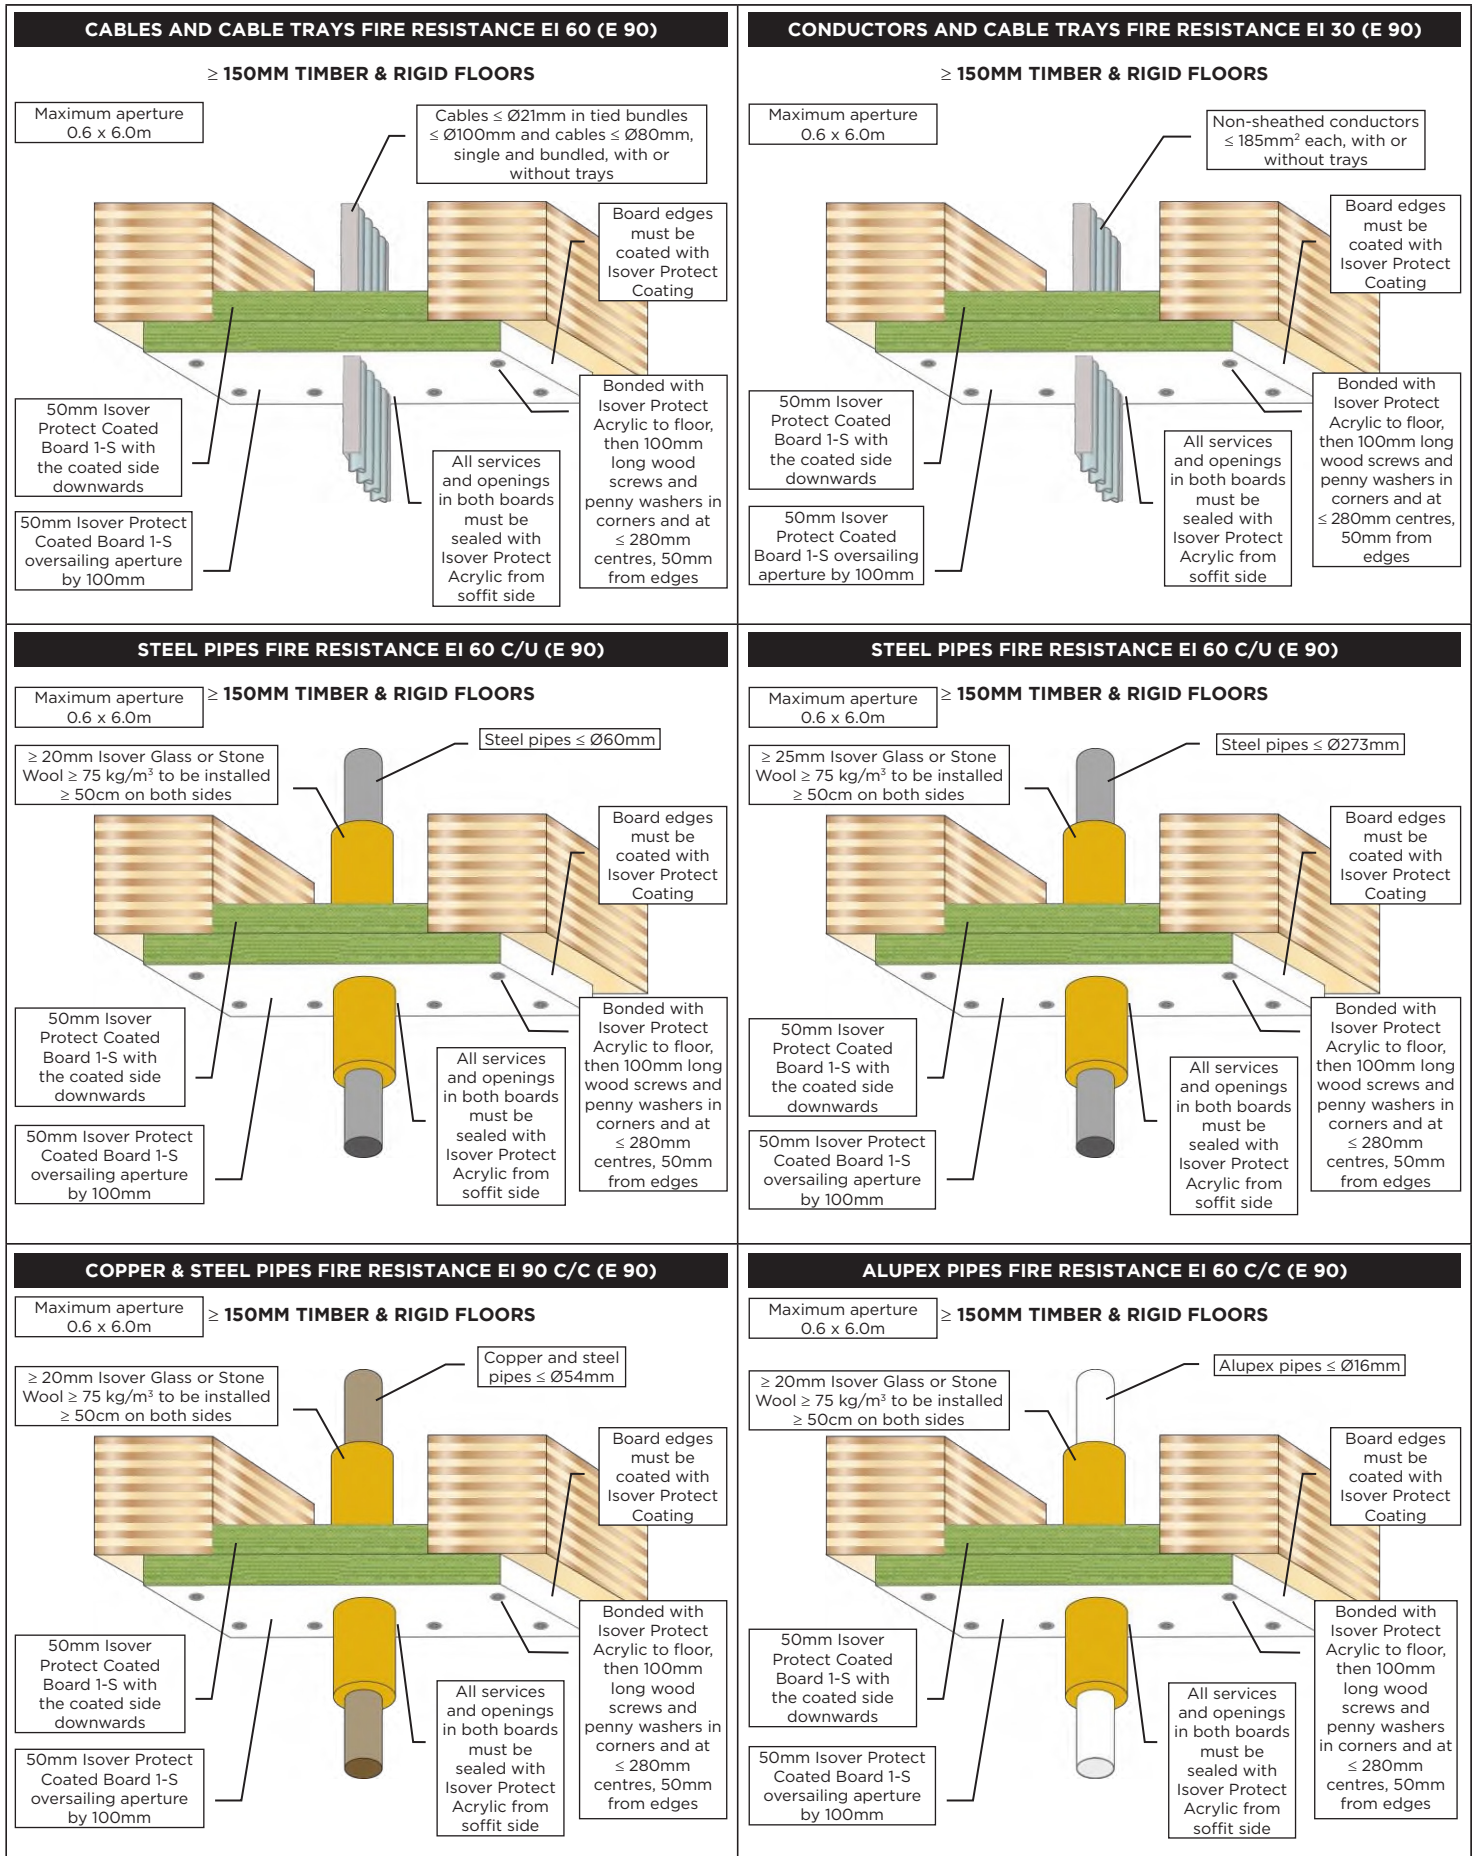 CABLES AND CABLE TRAYS FIRE RESISTANCE EI 60 (E 90)
≥ 150MM TIMBER & RIGID FLOORS
Maximum aperture
0.6 x 6.0m
Cables ≤ Ø21mm in tied bundles
≤ Ø100mm and cables ≤ Ø80mm,
single and bundled, with or
without trays
Board edges
must be
coated with
Isover Protect
Coating
50mm Isover
Protect Coated
Board 1-S with
the coated side
downwards
50mm Isover Protect
Coated Board 1-S
oversailing aperture
by 100mm
All services
and openings
in both boards
must be
sealed with
Isover Protect
Acrylic from
soffit side
Bonded with
Isover Protect
Acrylic to floor,
then 100mm
long wood
screws and
penny washers in
corners and at
≤ 280mm
centres, 50mm
from edges
CONDUCTORS AND CABLE TRAYS FIRE RESISTANCE EI 30 (E 90)
≥ 150MM TIMBER & RIGID FLOORS
Maximum aperture
0.6 x 6.0m
Non-sheathed conductors
≤ 185mm² each, with or
without trays
Board edges
must be
coated with
Isover Protect
Coating
50mm Isover
Protect Coated
Board 1-S with
the coated side
downwards
50mm Isover
Protect Coated
Board 1-S oversailing
aperture by 100mm
All services
and openings
in both boards
must be
sealed with
Isover Protect
Acrylic from
soffit side
Bonded with
Isover Protect
Acrylic to floor,
then 100mm long
wood screws and
penny washers in
corners and at
≤ 280mm centres,
50mm from
edges
STEEL PIPES FIRE RESISTANCE EI 60 C/U (E 90)
Maximum aperture
0.6 x 6.0m
≥ 150MM TIMBER & RIGID FLOORS
≥ 20mm Isover Glass or Stone
Wool ≥ 75 kg/m³ to be installed
≥ 50cm on both sides
Steel pipes ≤ Ø60mm
Board edges
must be
coated with
Isover Protect
Coating
50mm Isover
Protect Coated
Board 1-S with
the coated side
downwards
50mm Isover Protect
Coated Board 1-S
oversailing aperture
by 100mm
All services
and openings
in both boards
must be
sealed with
Isover Protect
Acrylic from
soffit side
Bonded with
Isover Protect
Acrylic to floor,
then 100mm long
wood screws and
penny washers in
corners and at
≤ 280mm
centres, 50mm
from edges
STEEL PIPES FIRE RESISTANCE EI 60 C/U (E 90)
Maximum aperture
0.6 x 6.0m
≥ 150MM TIMBER & RIGID FLOORS
≥ 25mm Isover Glass or Stone
Wool ≥ 75 kg/m³ to be installed
≥ 50cm on both sides
Steel pipes ≤ Ø273mm
Board edges
must be
coated with
Isover Protect
Coating
50mm Isover
Protect Coated
Board 1-S with
the coated side
downwards
50mm Isover Protect
Coated Board 1-S
oversailing aperture
by 100mm
All services
and openings
in both boards
must be
sealed with
Isover Protect
Acrylic from
soffit side
Bonded with
Isover Protect
Acrylic to floor,
then 100mm long
wood screws and
penny washers in
corners and at
≤ 280mm
centres, 50mm
from edges
COPPER & STEEL PIPES FIRE RESISTANCE EI 90 C/C (E 90)
Maximum aperture
0.6 x 6.0m
≥ 150MM TIMBER & RIGID FLOORS
≥ 20mm Isover Glass or Stone
Wool ≥ 75 kg/m³ to be installed
≥ 50cm on both sides
Copper and steel
pipes ≤ Ø54mm
Board edges
must be
coated with
Isover Protect
Coating
50mm Isover
Protect Coated
Board 1-S with
the coated side
downwards
50mm Isover Protect
Coated Board 1-S
oversailing aperture
by 100mm
All services
and openings
in both boards
must be
sealed with
Isover Protect
Acrylic from
soffit side
Bonded with
Isover Protect
Acrylic to floor,
then 100mm
long wood
screws and
penny washers in
corners and at
≤ 280mm
centres, 50mm
from edges
ALUPEX PIPES FIRE RESISTANCE EI 60 C/C (E 90)
Maximum aperture
0.6 x 6.0m
≥ 150MM TIMBER & RIGID FLOORS
≥ 20mm Isover Glass or Stone
Wool ≥ 75 kg/m³ to be installed
≥ 50cm on both sides
Alupex pipes ≤ Ø16mm
Board edges
must be
coated with
Isover Protect
Coating
50mm Isover
Protect Coated
Board 1-S with
the coated side
downwards
50mm Isover Protect
Coated Board 1-S
oversailing aperture
by 100mm
All services
and openings
in both boards
must be
sealed with
Isover Protect
Acrylic from
soffit side
Bonded with
Isover Protect
Acrylic to floor,
then 100mm
long wood
screws and
penny washers
in corners and at
≤ 280mm
centres, 50mm
from edges